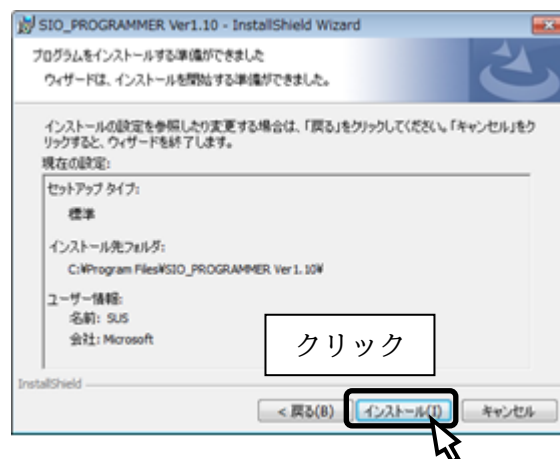 SIO_PROGRAMMER Ver1.10 - InstallShield Wizard
プログラムをインストールする準備ができました
ウィザードは、インストールを開始する準備ができました。
インストールの設定を参照したり変更する場合は、「戻る」をクリックしてください。「キャンセル」をク
リックすると、ウィザードを終了します。
現在の設定:
セットアップ タイプ:
標準
インストール先フォルダ:
C:¥Program Files¥SIO_PROGRAMMER Ver1.10¥
ユーザー情報:
名前: SUS
会社: Microsoft
クリック
InstallShield
< 戻る(B)
インストール(I)
キャンセル